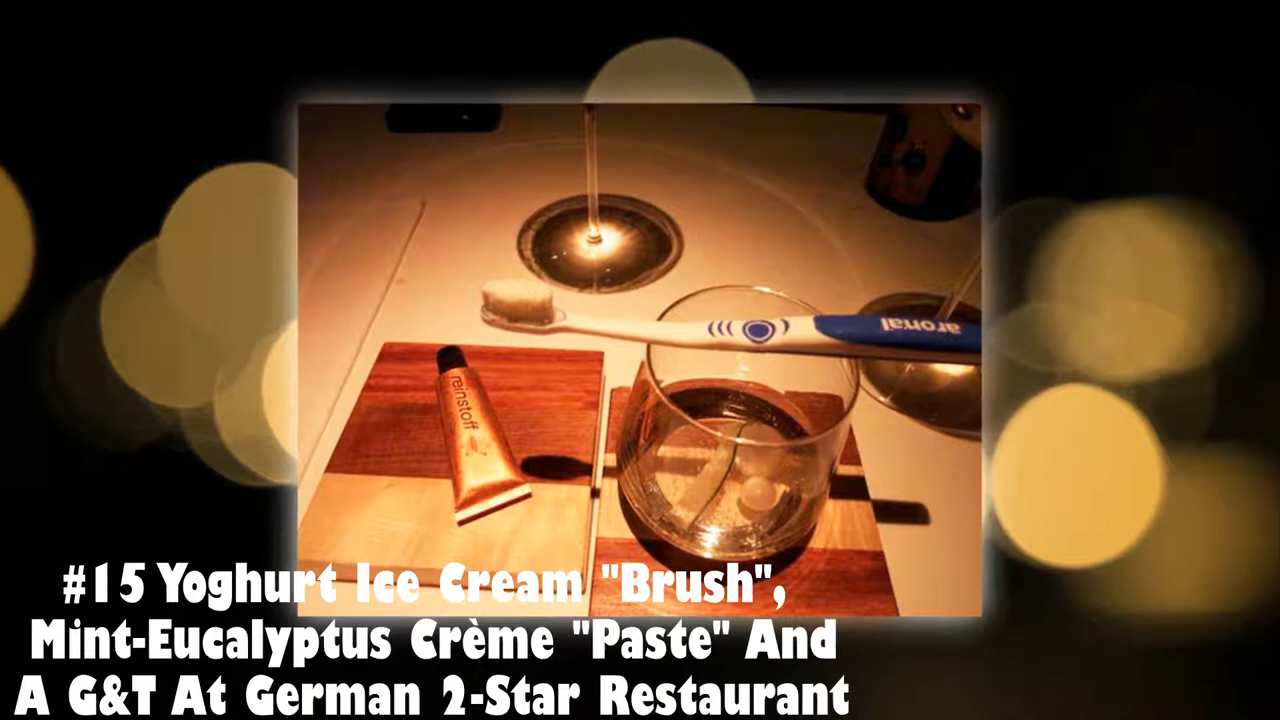 aronal
reinstoff
#15 Yoghurt Ice Cream "Brush",
Mint-Eucalyptus Crème "Paste" And
A G&T At German 2-Star Restaurant